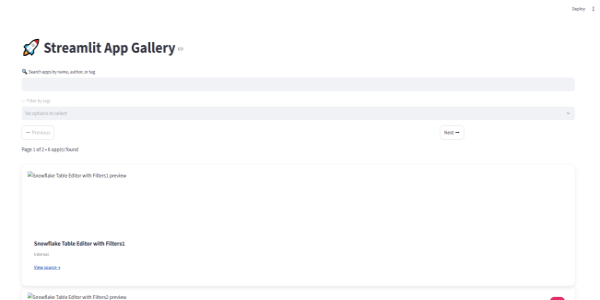 Deploy
🚀 Streamlit App Gallery
🔍 Search apps by name, author, or tag
Filter by tags
No options to select
← Previous
Next →
Page 1 of 2 • 6 app(s) found
Snowflake Table Editor with Filters1 preview
Snowflake Table Editor with Filters1
View source →
Snowflake Table Editor with Filters2 preview